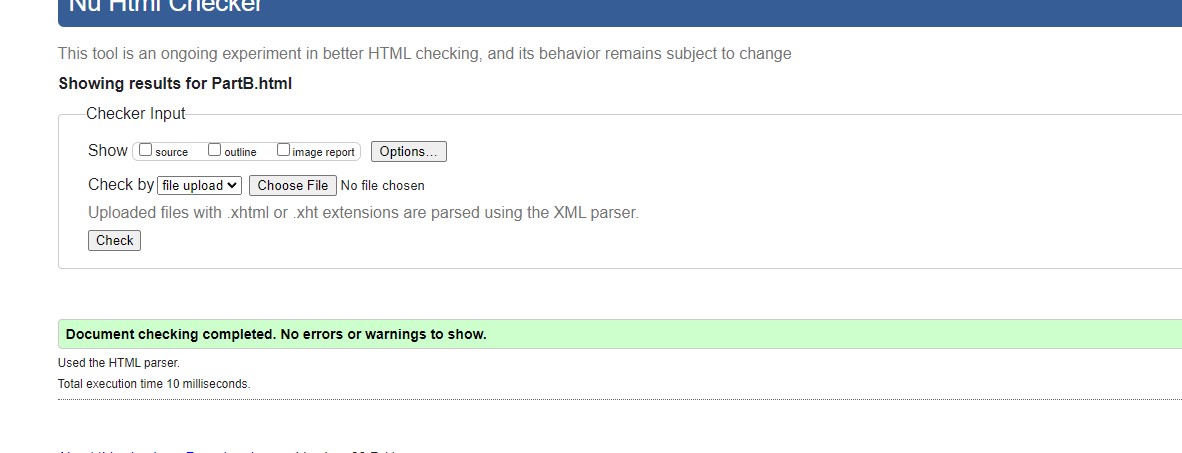 Nu Html Checker
This tool is an ongoing experiment in better HTML checking, and its behavior remains subject to change
Showing results for PartB.html
Checker Input
Show source outline image report Options...
Check by file upload Choose File No file chosen
Uploaded files with .xhtml or .xht extensions are parsed using the XML parser.
Check
Document checking completed. No errors or warnings to show.
Used the HTML parser.
Total execution time 10 milliseconds.